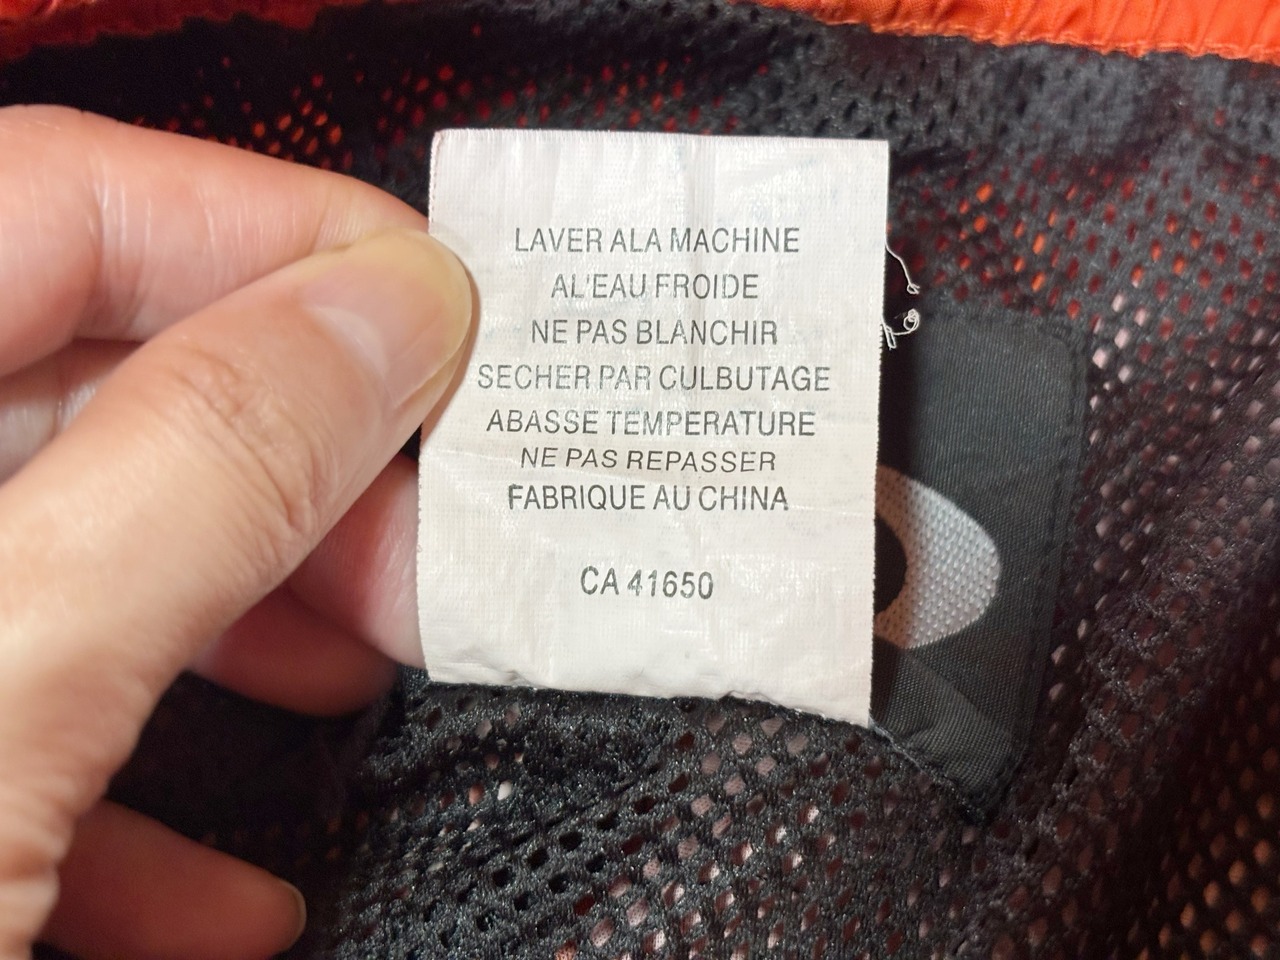 LAVER ALA MACHINE
AL'EAU FROIDE
NE PAS BLANCHIR
SECHER PAR CULBUTAGE
ABASSE TEMPERATURE
NE PAS REPASSER
FABRIQUE AU CHINA
CA 41650